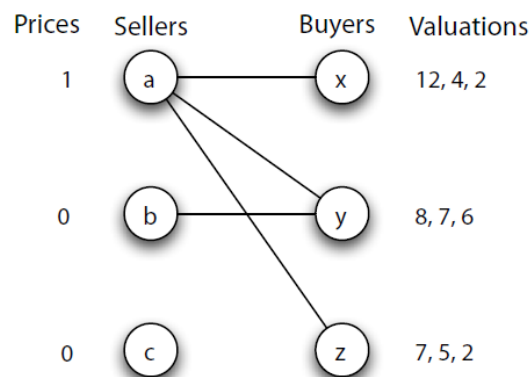 Prices Sellers Buyers Valuations
1 a x 12, 4, 2
0 b y 8, 7, 6
0 c z 7, 5, 2